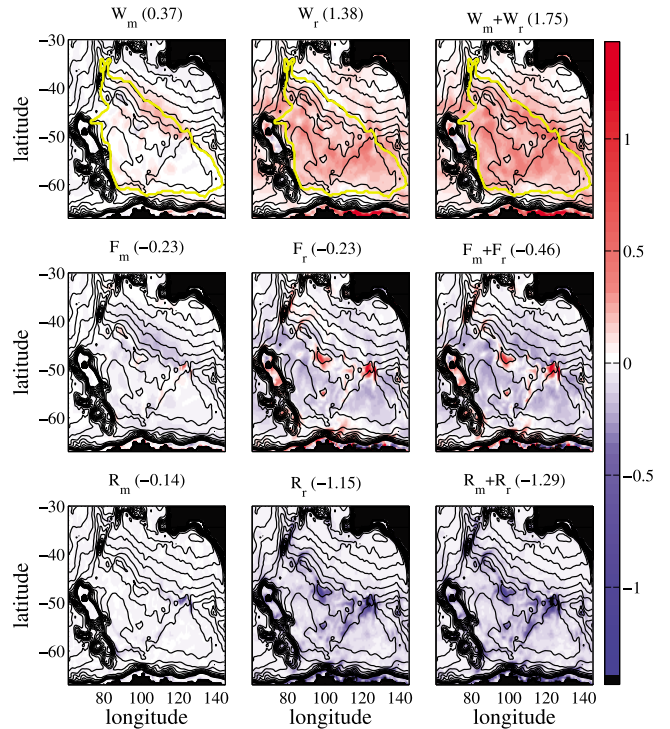 W_m (0.37) W_r (1.38) W_m+W_r (1.75)
−30
−40
−50
−60
latitude
F_m (−0.23) F_r (−0.23) F_m+F_r (−0.46)
−30
−40
−50
−60
latitude
R_m (−0.14) R_r (−1.15) R_m+R_r (−1.29)
−30
−40
−50
−60
latitude
80 100 120 140 80 100 120 140 80 100 120 140
longitude longitude longitude
1
0.5
0
−0.5
−1